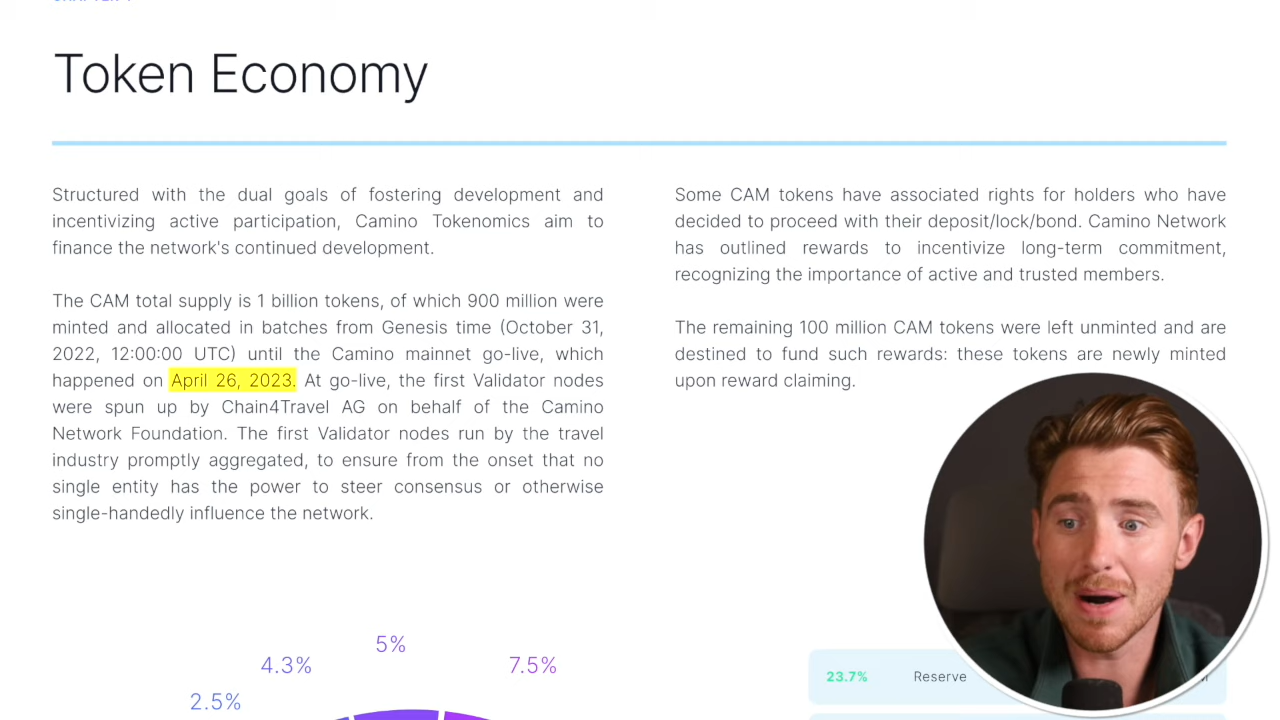 Token Economy
Structured with the dual goals of fostering development and
incentivizing active participation, Camino Tokenomics aim to
finance the network's continued development.
The CAM total supply is 1 billion tokens, of which 900 million were
minted and allocated in batches from Genesis time (October 31,
2022, 12:00:00 UTC) until the Camino mainnet go-live, which
happened on April 26, 2023. At go-live, the first Validator nodes
were spun up by Chain4Travel AG on behalf of the Camino
Network Foundation. The first Validator nodes run by the travel
industry promptly aggregated, to ensure from the onset that no
single entity has the power to steer consensus or otherwise
single-handedly influence the network.
Some CAM tokens have associated rights for holders who have
decided to proceed with their deposit/lock/bond. Camino Network
has outlined rewards to incentivize long-term commitment,
recognizing the importance of active and trusted members.
The remaining 100 million CAM tokens were left unminted and are
destined to fund such rewards: these tokens are newly minted
upon reward claiming.
5%
4.3%
7.5%
2.5%
23.7% Reserve